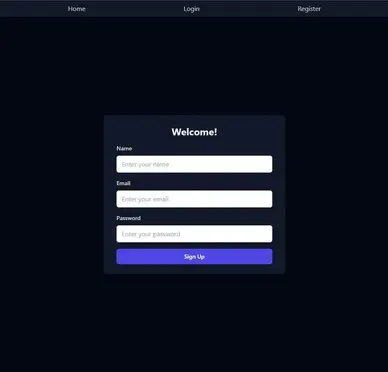 Home Login Register
Welcome!
Name
Enter your name
Email
Enter your email
Password
Enter your password
Sign Up